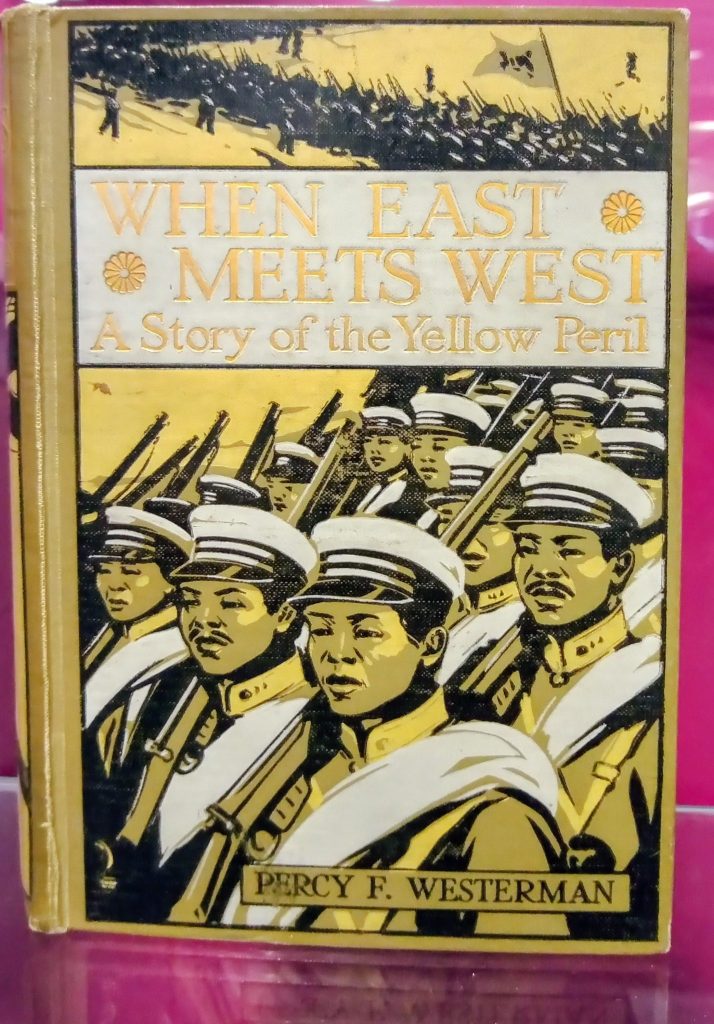 WHEN EAST
MEETS WEST
A Story of the Yellow Peril
PERCY F. WESTERMAN